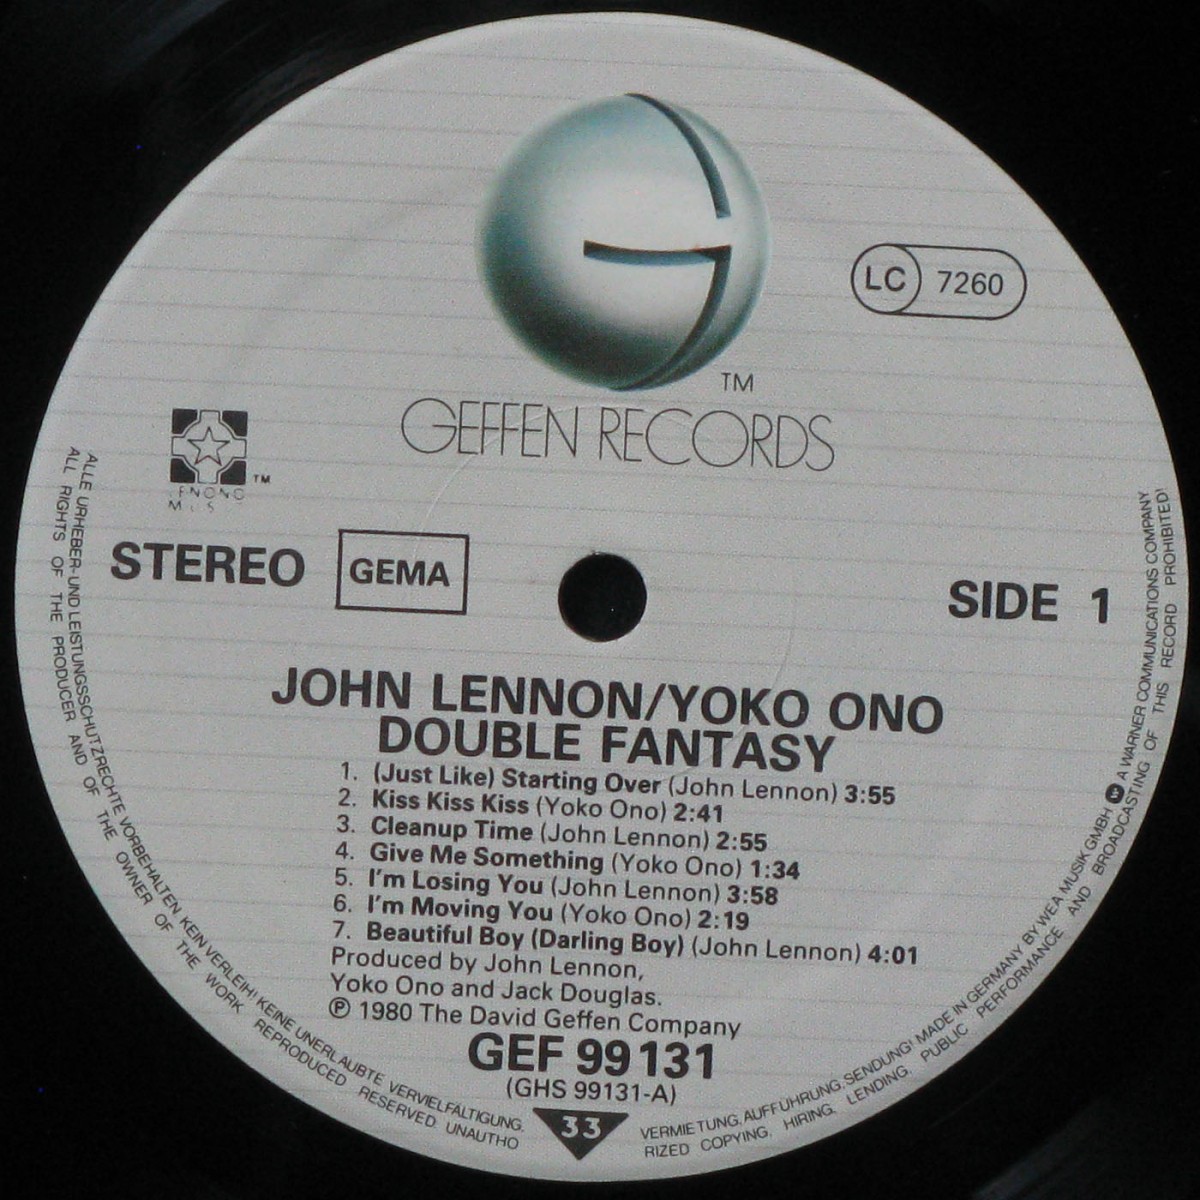 LC 7260
TM
GEFFEN RECORDS
TM
STEREO
GEMA
SIDE 1
JOHN LENNON/YOKO ONO
DOUBLE FANTASY
1. (Just Like) Starting Over (John Lennon) 3:55
2. Kiss Kiss Kiss (Yoko Ono) 2:41
3. Cleanup Time (John Lennon) 2:55
4. Give Me Something (Yoko Ono) 1:34
5. I'm Losing You (John Lennon) 3:58
6. I'm Moving You (Yoko Ono) 2:19
7. Beautiful Boy (Darling Boy) (John Lennon) 4:01
Produced by John Lennon,
Yoko Ono and Jack Douglas.
℗ 1980 The David Geffen Company
GEF 99131
(GHS 99131-A)
33
ALLE URHEBER- UND LEISTUNGSSCHUTZRECHTE VORBEHALTEN KEIN VERLEIH! KEINE UNERLAUBTE VERVIELFÄLTIGUNG, VERMIETUNG, AUFFÜHRUNG, SENDUNG! MADE IN GERMANY BY WEA MUSIK GMBH A WARNER COMMUNICATIONS COMPANY
ALL RIGHTS OF THE PRODUCER AND OF THE OWNER OF THE WORK REPRODUCED RESERVED UNAUTHORIZED COPYING, HIRING, LENDING, PUBLIC PERFORMANCE AND BROADCASTING OF THIS RECORD PROHIBITED!